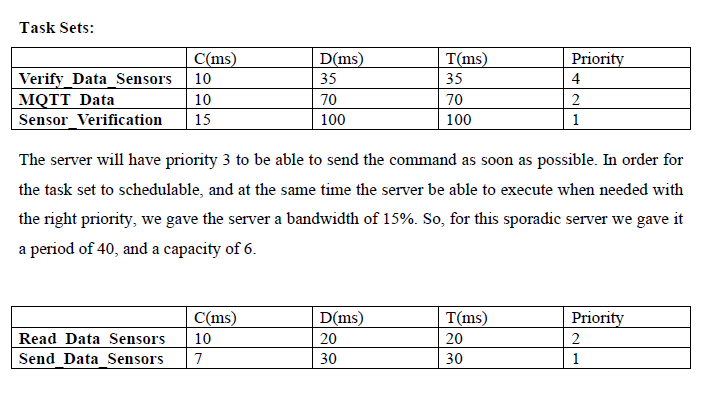 Task Sets:
C(ms) D(ms) T(ms) Priority
Verify_Data_Sensors 10 35 35 4
MQTT_Data 10 70 70 2
Sensor_Verification 15 100 100 1
The server will have priority 3 to be able to send the command as soon as possible. In order for
the task set to schedulable, and at the same time the server be able to execute when needed with
the right priority, we gave the server a bandwidth of 15%. So, for this sporadic server we gave it
a period of 40, and a capacity of 6.
C(ms) D(ms) T(ms) Priority
Read_Data_Sensors 10 20 20 2
Send_Data_Sensors 7 30 30 1